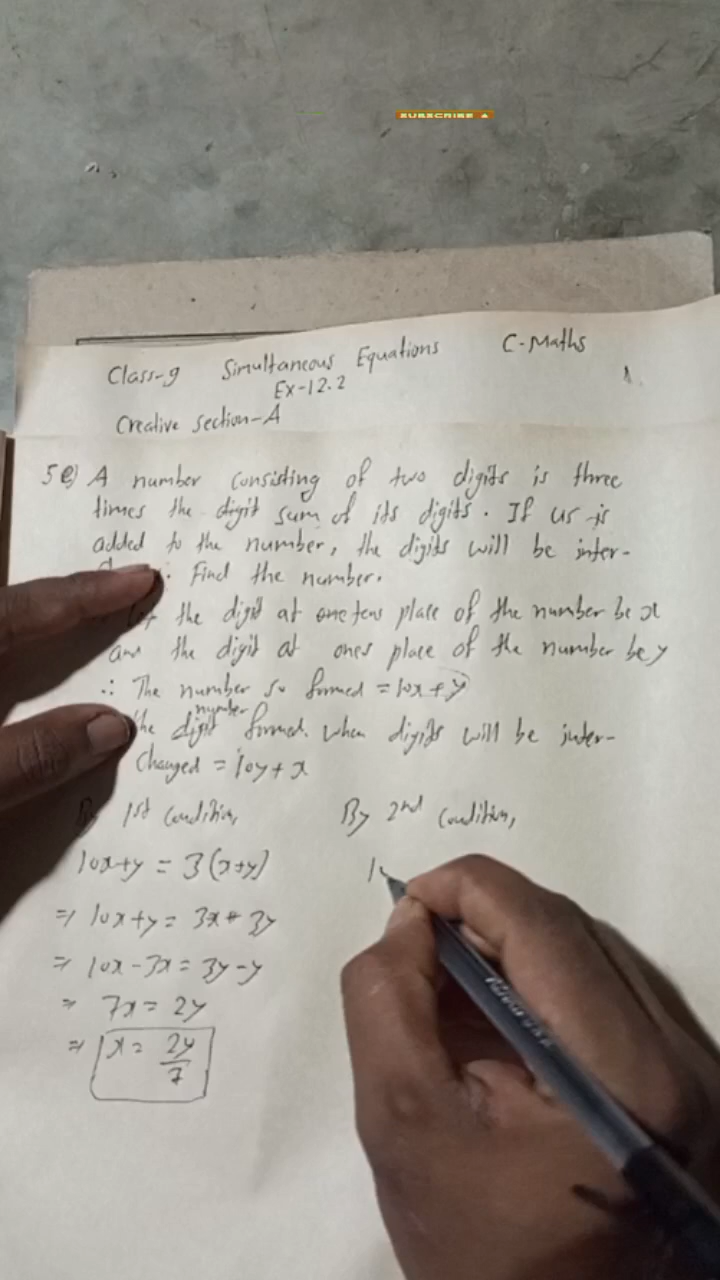 SUBSCRIBE
Class-9 Simultaneous Equations C-Maths
Ex-12.2
Creative section-A
5 e) A number consisting of two digits is three
times the digit sum of its digits. If 45 is
added to the number, the digits will be inter-
Find the number.
the digit at one tens place of the number be x
and the digit at ones place of the number be y
∴ The number so formed = 10x + y
number
the digit formed when digits will be inter-
changed = 10y + x
By 1st condition, By 2nd condition,
10x+y = 3(x+y) 10
⇒ 10x + y = 3x + 3y
⇒ 10x - 3x = 3y - y
⇒ 7x = 2y
⇒ x = 2y/7